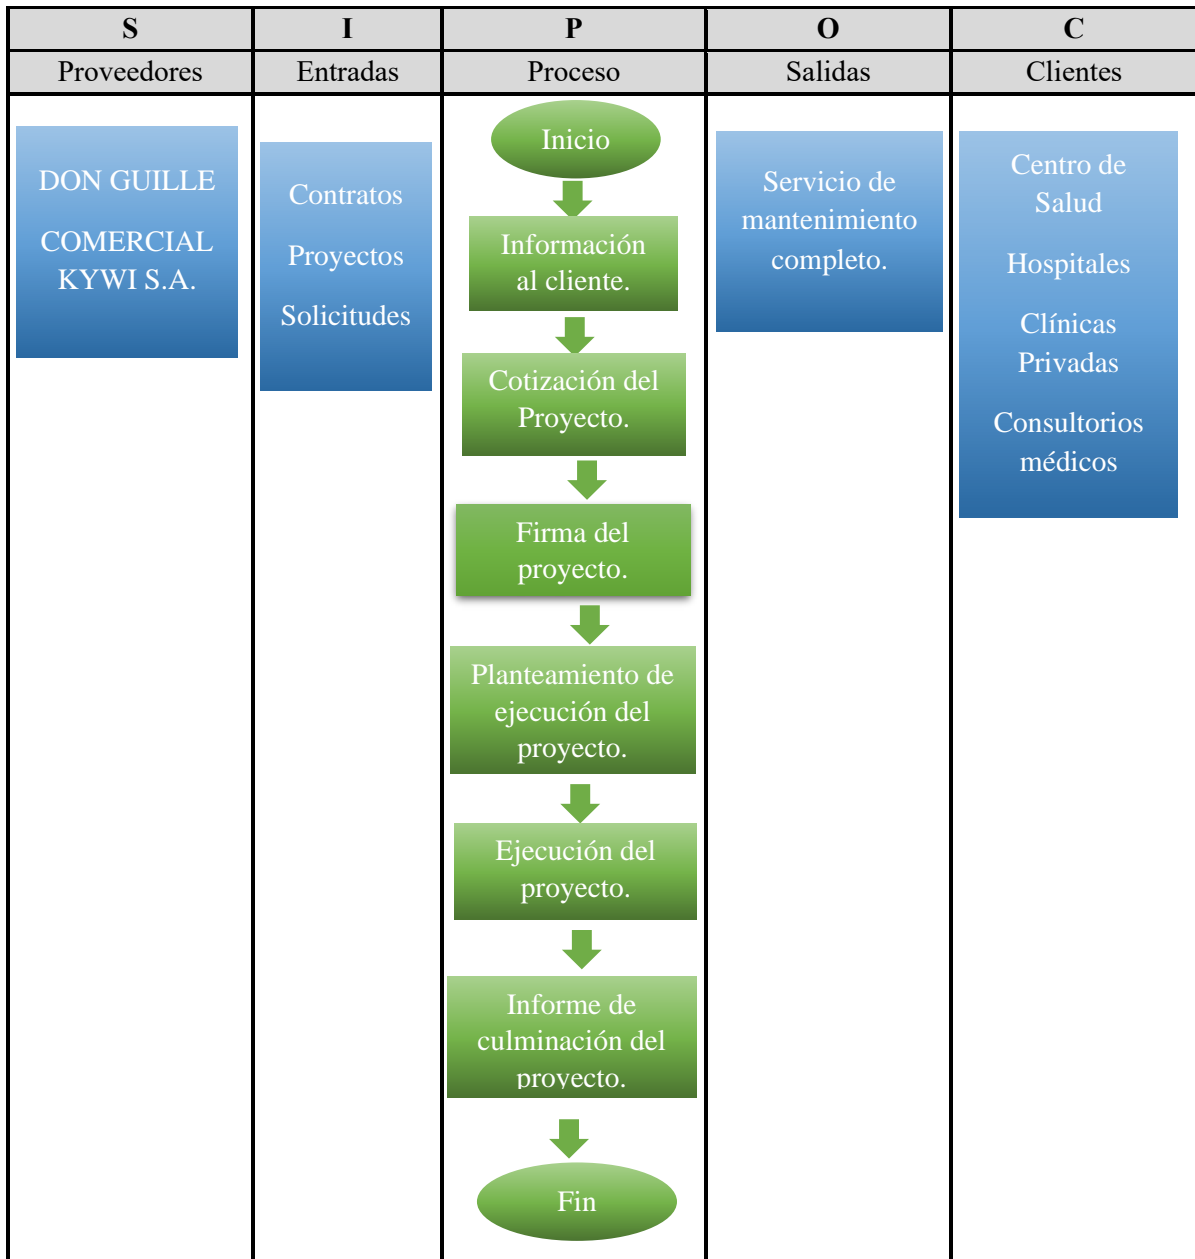 S
I
P
O
C
Proveedores
Entradas
Proceso
Salidas
Clientes
DON GUILLE
COMERCIAL
KYWI S.A.
Contratos
Proyectos
Solicitudes
Inicio
Información
al cliente.
Cotización del
Proyecto.
Firma del
proyecto.
Planteamiento de
ejecución del
proyecto.
Ejecución del
proyecto.
Informe de
culminación del
proyecto.
Fin
Servicio de
mantenimiento
completo.
Centro de
Salud
Hospitales
Clínicas
Privadas
Consultorios
médicos